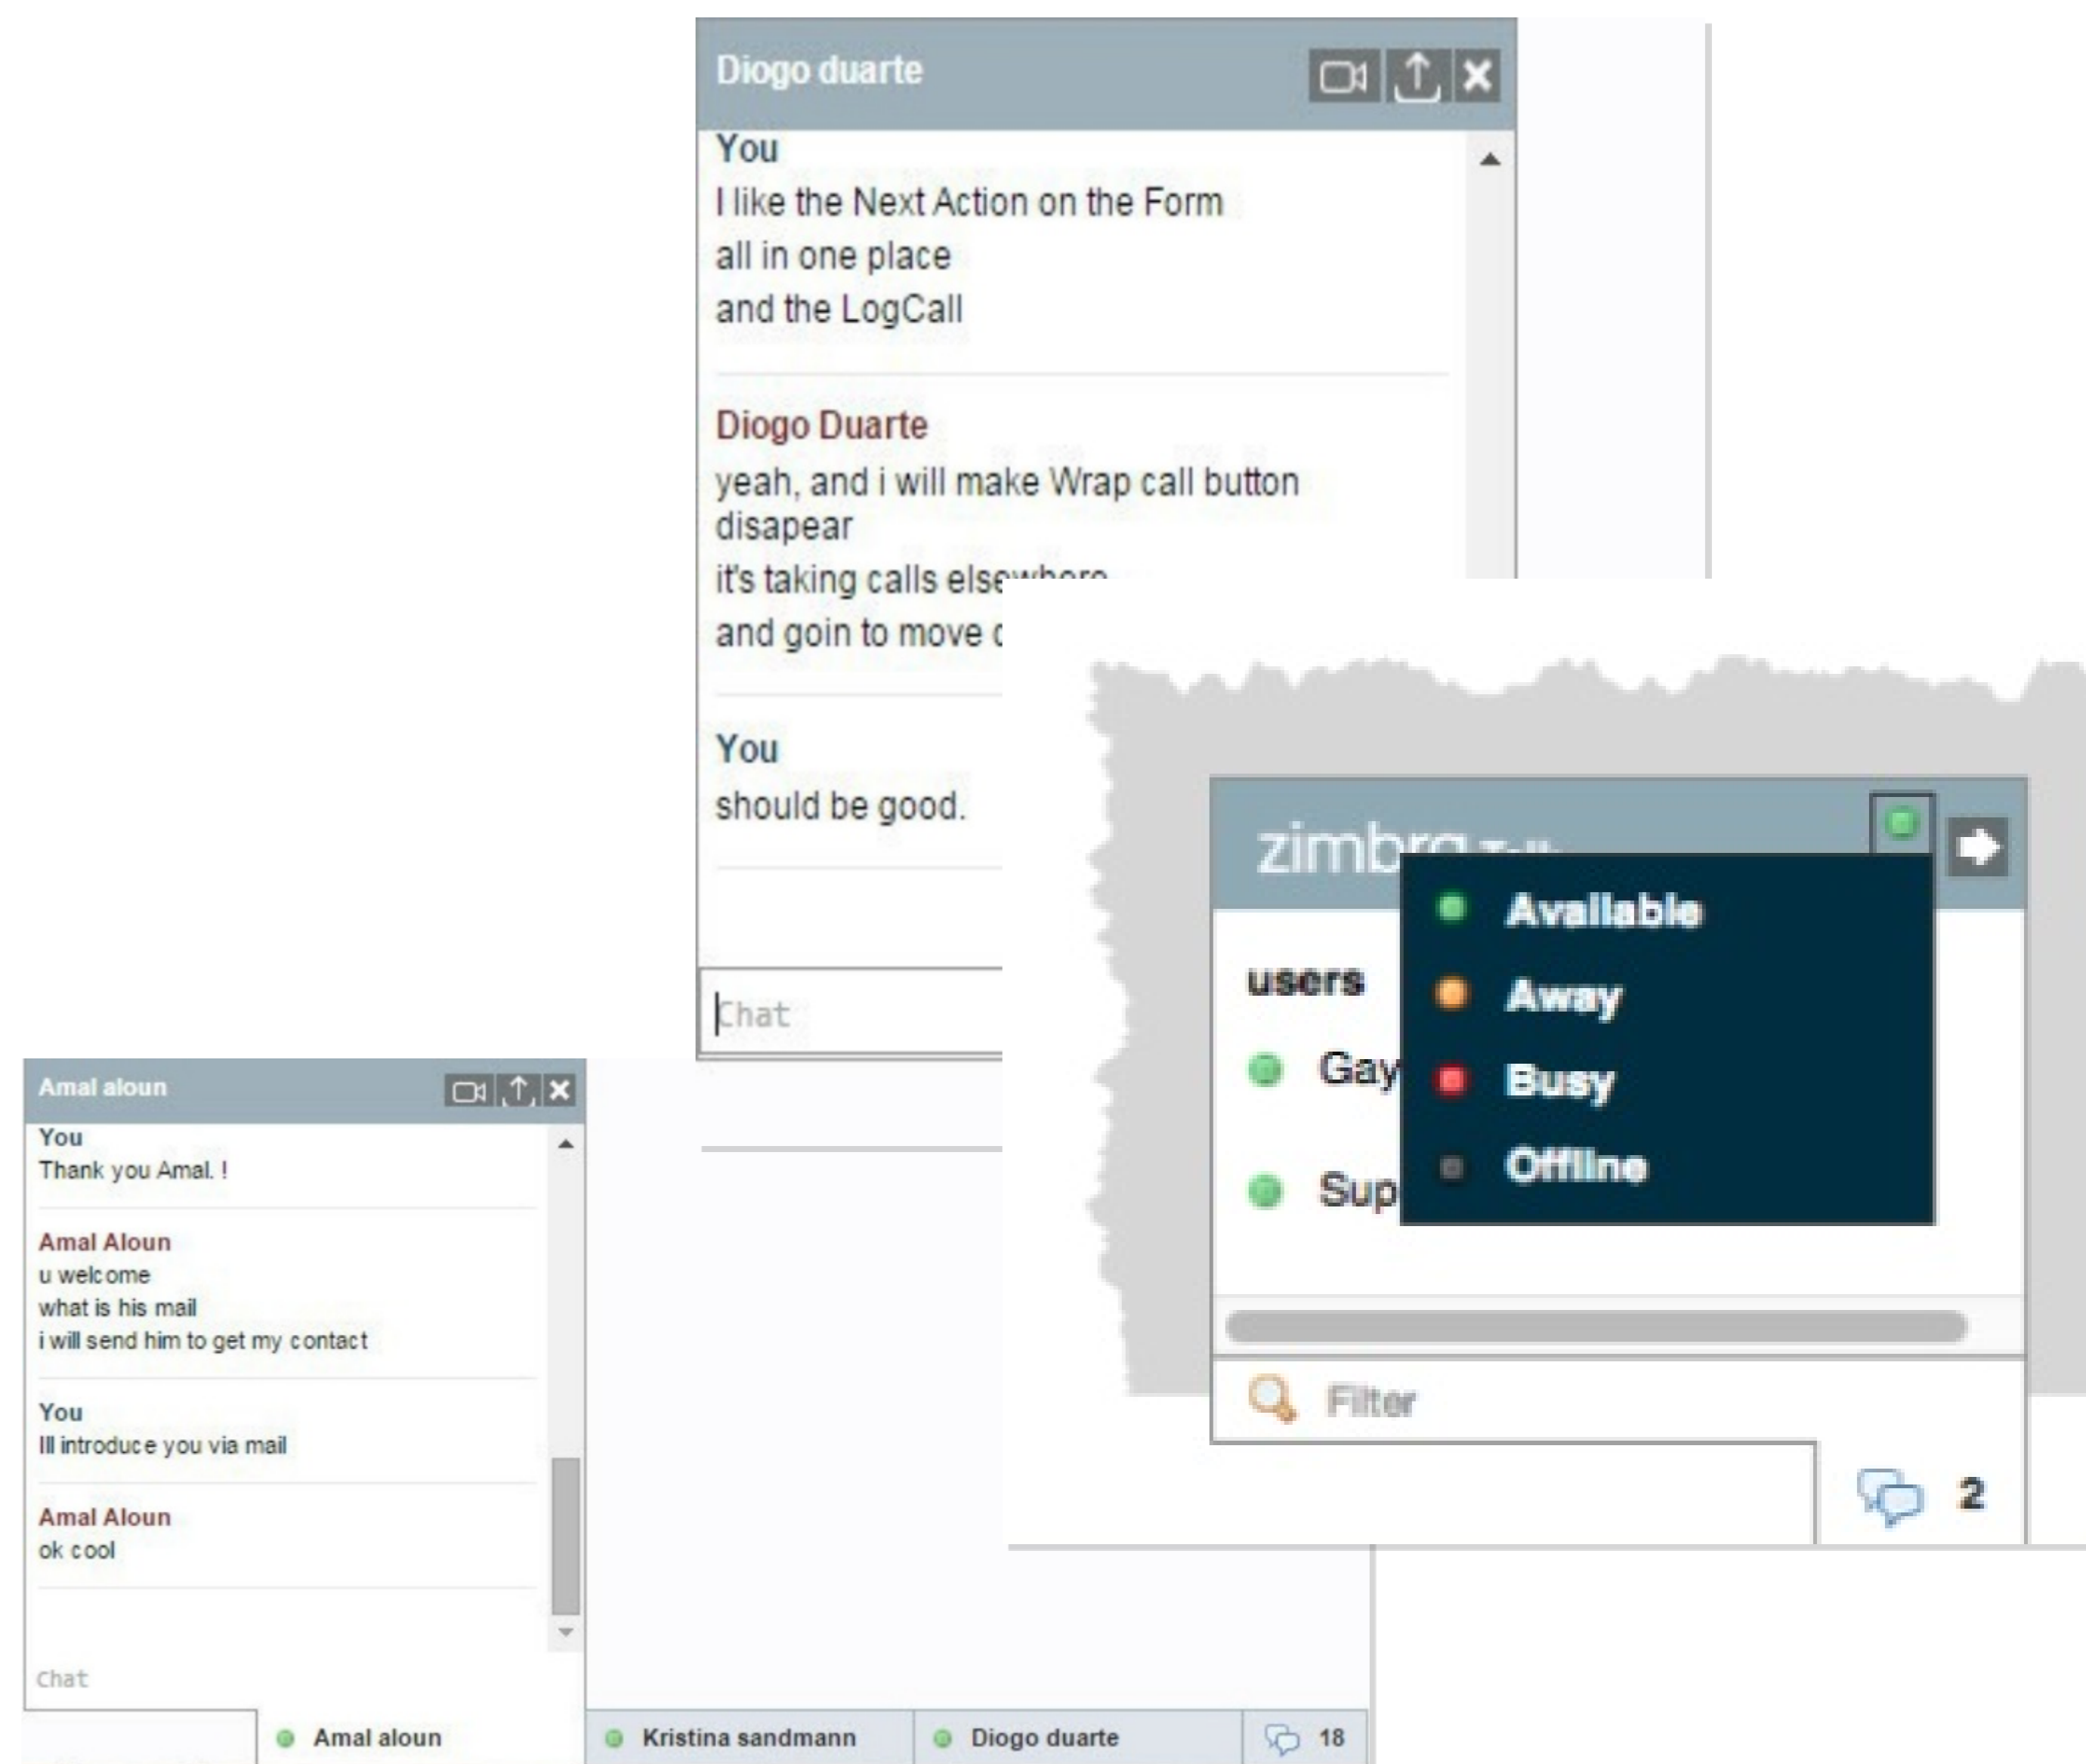 Diogo duarte
You
I like the Next Action on the Form
all in one place
and the LogCall
Diogo Duarte
yeah, and i will make Wrap call button
disapear
it's taking calls elsewhere
and goin to move
You
should be good.
Chat
zimbra
Available
Away
Busy
Offline
users
Gay
Sup
Filter
2
Amal aloun
You
Thank you Amal. !
Amal Aloun
u welcome
what is his mail
i will send him to get my contact
You
Ill introduce you via mail
Amal Aloun
ok cool
Chat
Amal aloun
Kristina sandmann
Diogo duarte
18